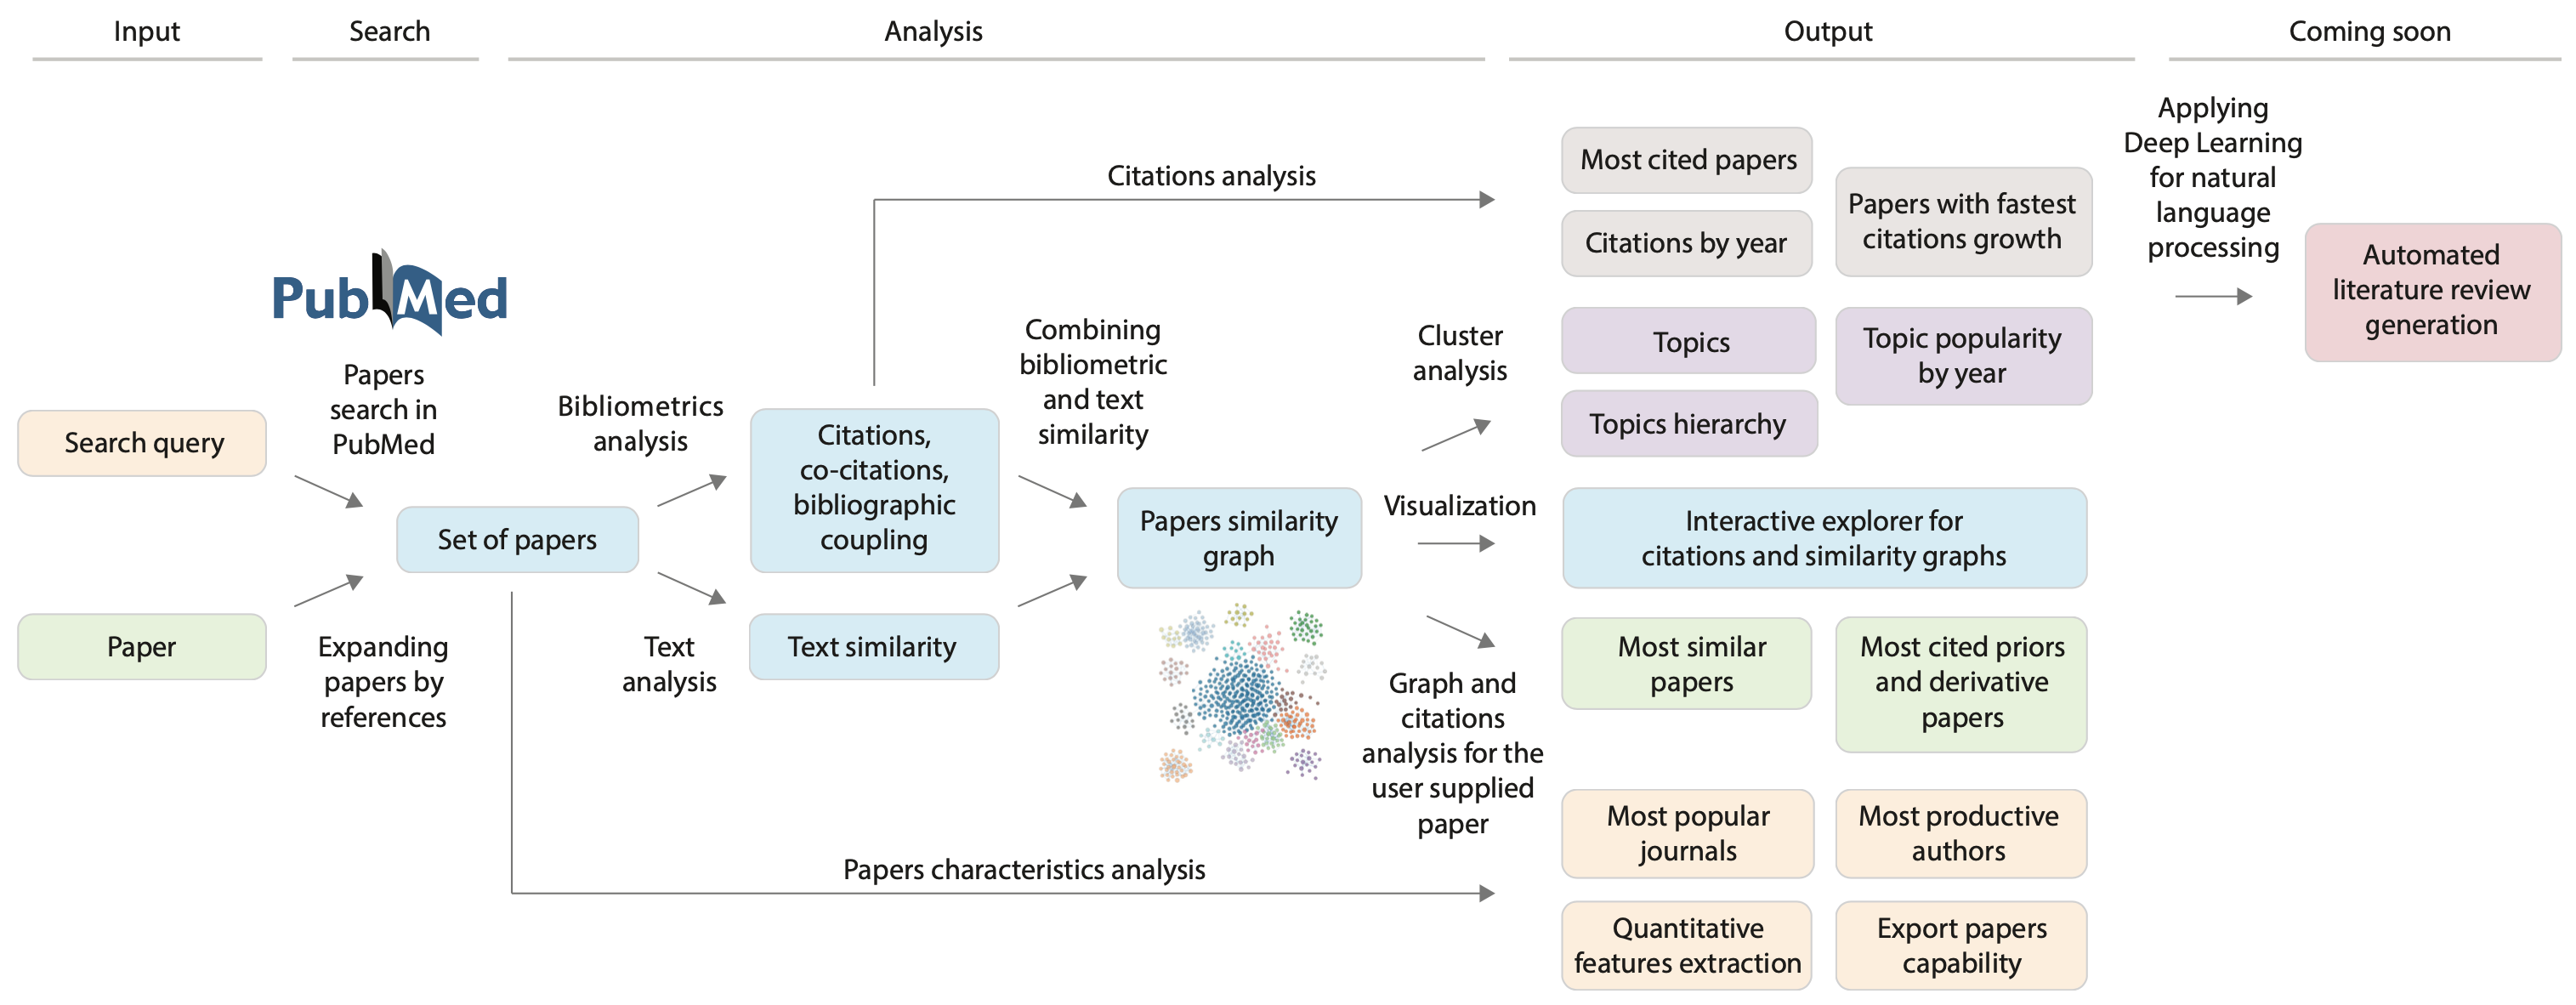 Input
Search
Analysis
Output
Coming soon
Search query
Paper
PubMed
Papers
search in
PubMed
Expanding
papers by
references
Set of papers
Bibliometrics
analysis
Text
analysis
Citations,
co-citations,
bibliographic
coupling
Text similarity
Citations analysis
Combining
bibliometric
and text
similarity
Papers similarity
graph
Papers characteristics analysis
Cluster
analysis
Visualization
Graph and
citations
analysis for the
user supplied
paper
Most cited papers
Citations by year
Papers with fastest
citations growth
Topics
Topics hierarchy
Topic popularity
by year
Interactive explorer for
citations and similarity graphs
Most similar
papers
Most cited priors
and derivative
papers
Most popular
journals
Most productive
authors
Quantitative
features extraction
Export papers
capability
Applying
Deep Learning
for natural
language
processing
Automated
literature review
generation